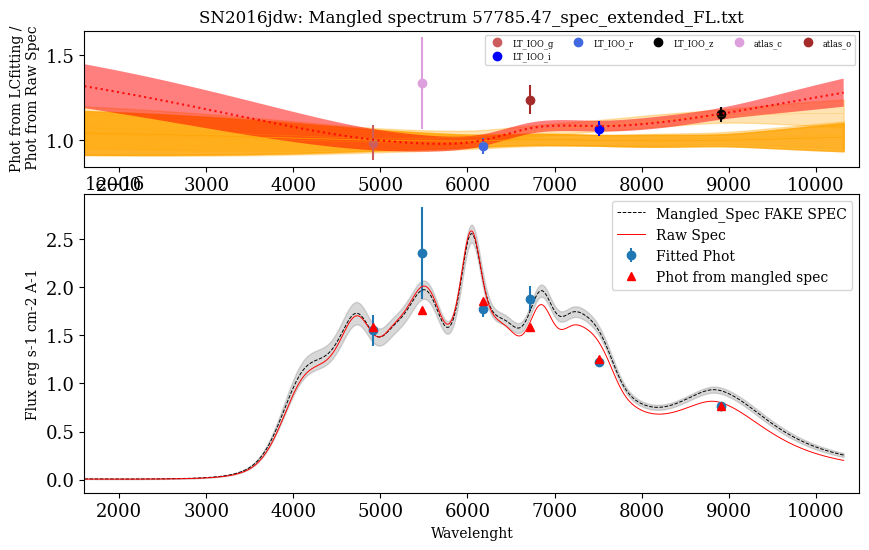 SN2016jdw: Mangled spectrum 57785.47_spec_extended_FL.txt
Phot from LCfitting /
Phot from Raw Spec
1.5
1.0
LT_IOO_g
LT_IOO_r
LT_IOO_z
atlas_c
atlas_o
LT_IOO_i
2000 3000 4000 5000 6000 7000 8000 9000 10000
1e−16
Flux erg s-1 cm-2 A-1
2.5
2.0
1.5
1.0
0.5
0.0
Mangled_Spec FAKE SPEC
Raw Spec
Fitted Phot
Phot from mangled spec
2000 3000 4000 5000 6000 7000 8000 9000 10000
Wavelenght